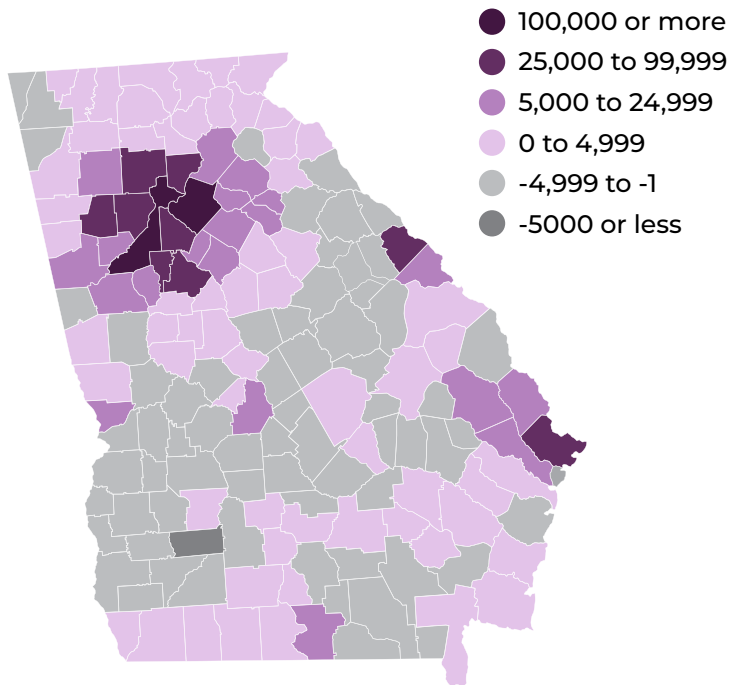 100,000 or more
25,000 to 99,999
5,000 to 24,999
0 to 4,999
-4,999 to -1
-5000 or less